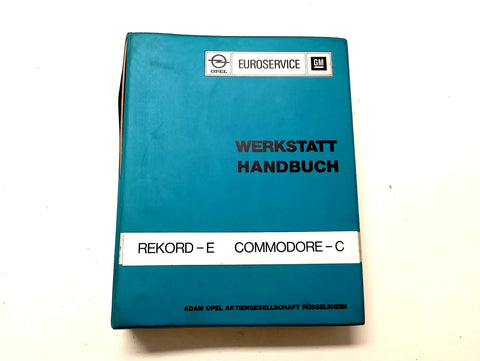 OPEL EUROSERVICE GM
WERKSTATT
HANDBUCH
REKORD-E COMMODORE-C
ADAM OPEL AKTIENGESELLSCHAFT RÜSSELSHEIM